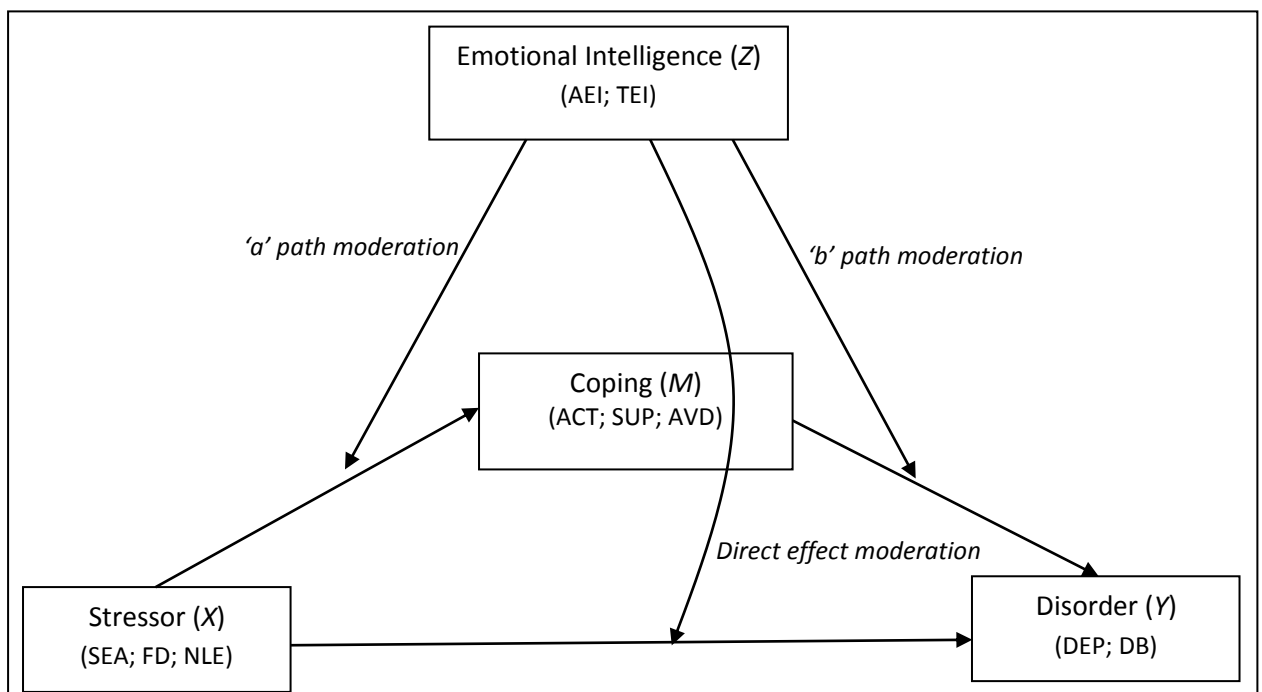 Emotional Intelligence (Z)
(AEI; TEI)
‘a’ path moderation
‘b’ path moderation
Coping (M)
(ACT; SUP; AVD)
Direct effect moderation
Stressor (X)
(SEA; FD; NLE)
Disorder (Y)
(DEP; DB)